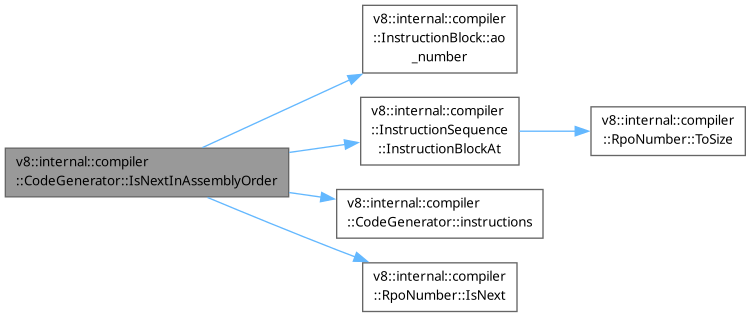 v8::internal::compiler
::CodeGenerator::IsNextInAssemblyOrder
v8::internal::compiler
::InstructionBlock::ao
_number
v8::internal::compiler
::InstructionSequence
::InstructionBlockAt
v8::internal::compiler
::RpoNumber::ToSize
v8::internal::compiler
::CodeGenerator::instructions
v8::internal::compiler
::RpoNumber::IsNext